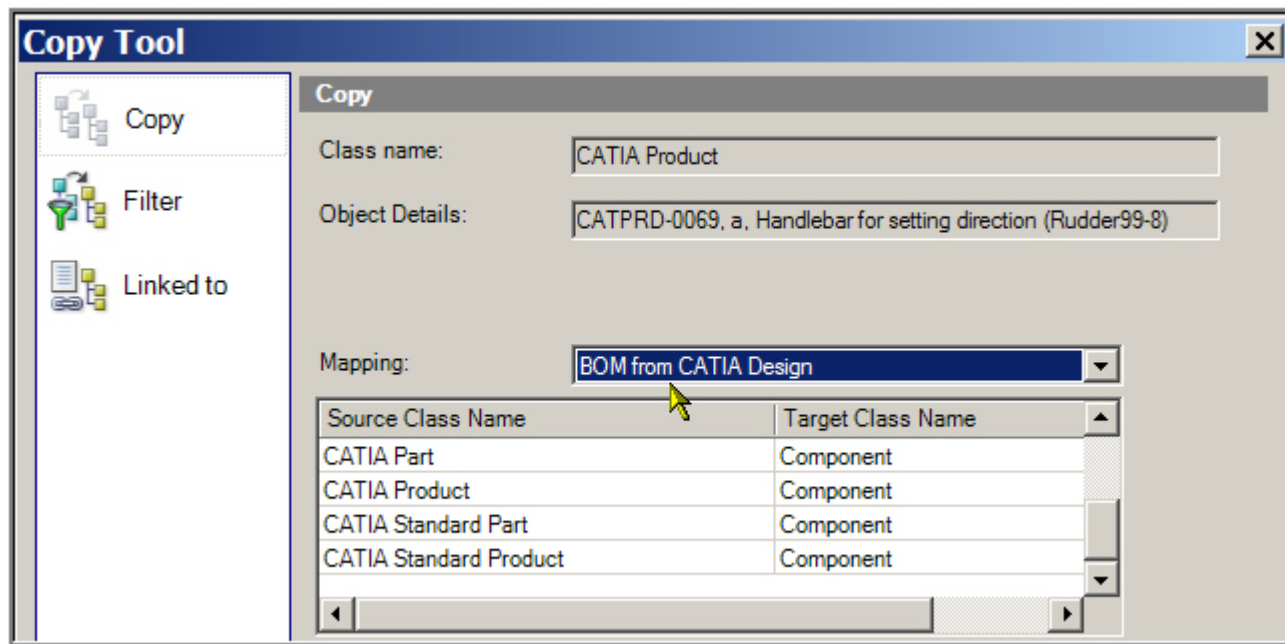 Copy Tool
Copy
Filter
Linked to
Copy
Class name: CATIA Product
Object Details: CATPRD-0069, a, Handlebar for setting direction (Rudder99-8)
Mapping: BOM from CATIA Design
Source Class Name Target Class Name
CATIA Part Component
CATIA Product Component
CATIA Standard Part Component
CATIA Standard Product Component